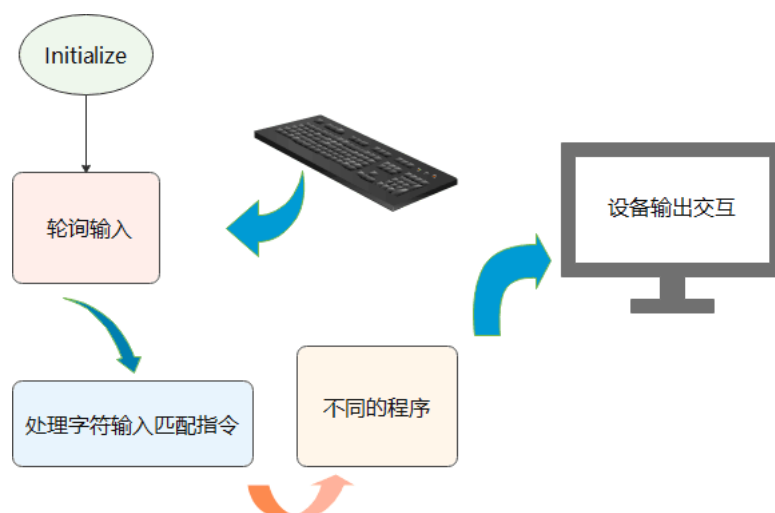 Initialize
轮询输入
设备输出交互
处理字符输入匹配指令
不同的程序